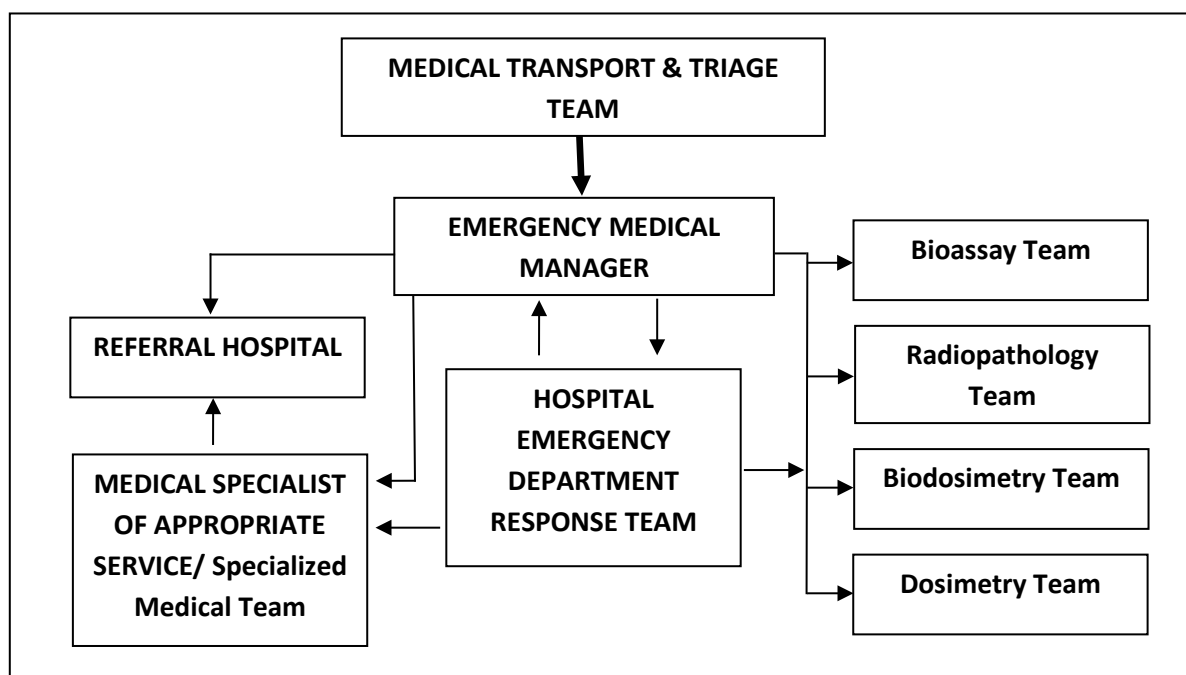 MEDICAL TRANSPORT & TRIAGE
TEAM
EMERGENCY MEDICAL
MANAGER
Bioassay Team
REFERRAL HOSPITAL
Radiopathology
Team
HOSPITAL
EMERGENCY
DEPARTMENT
RESPONSE TEAM
MEDICAL SPECIALIST
OF APPROPRIATE
SERVICE/ Specialized
Medical Team
Biodosimetry Team
Dosimetry Team